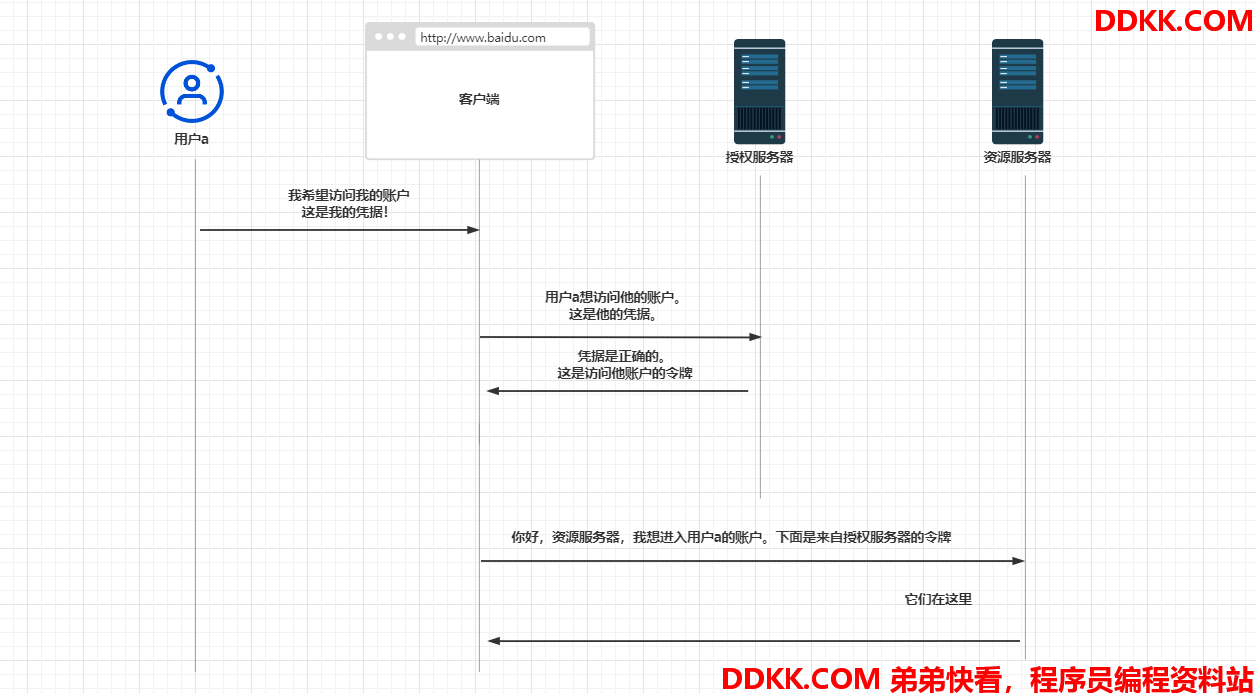 DDKK.COM
http://www.baidu.com
客户端
用户a
授权服务器
资源服务器
我希望访问我的账户
这是我的凭据!
用户a想访问他的账户。
这是他的凭据。
凭据是正确的。
这是访问他账户的令牌
你好，资源服务器，我想进入用户a的账户。下面是来自授权服务器的令牌
它们在这里
DDKK.COM 弟弟快看，程序员编程资料站